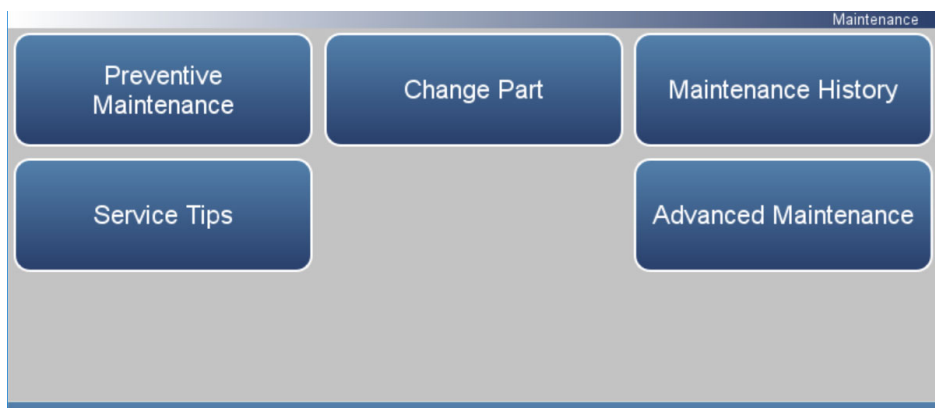 Maintenance
Preventive
Maintenance
Change Part
Maintenance History
Service Tips
Advanced Maintenance